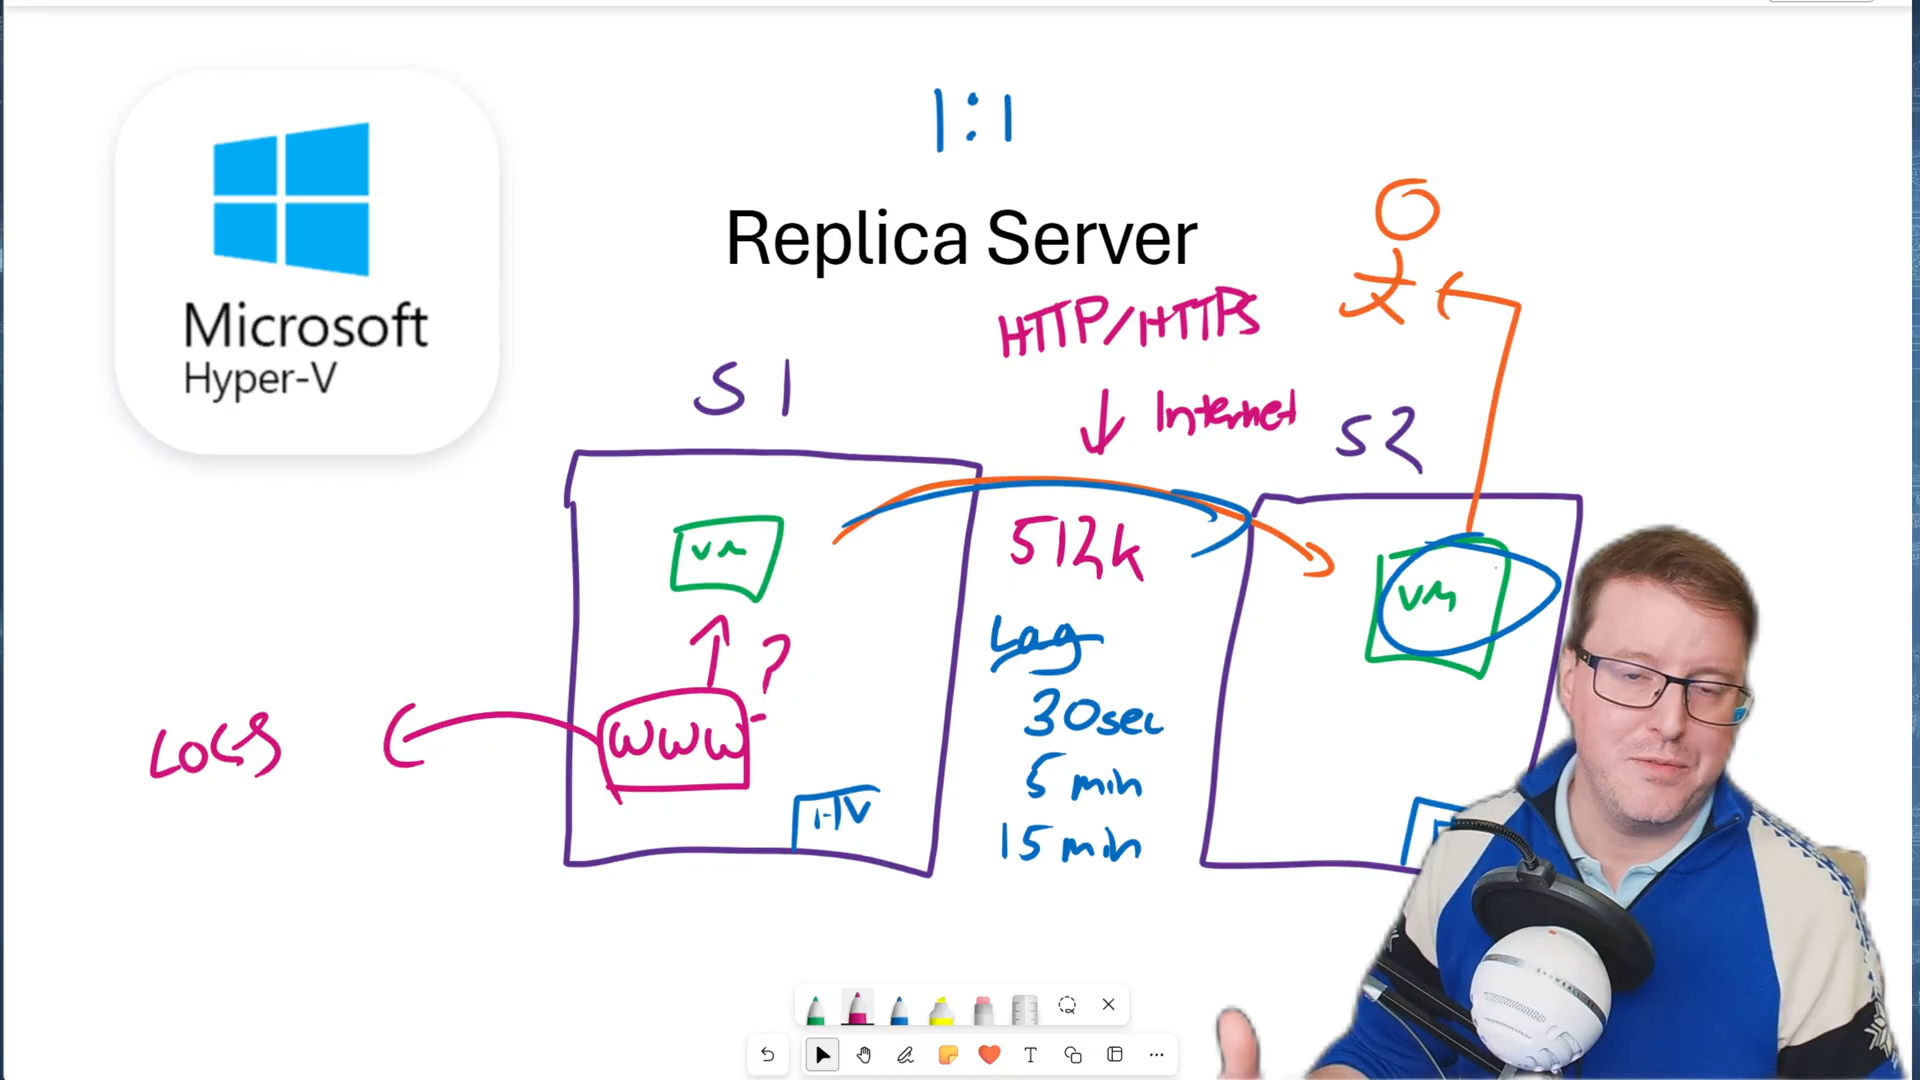 1:1
Replica Server
Microsoft
Hyper-V
HTTP/HTTPS
Internet
S1
S2
VM
512k
VM
?
Lag
30sec
5 min
15 min
LOGS
WWW
HV
T